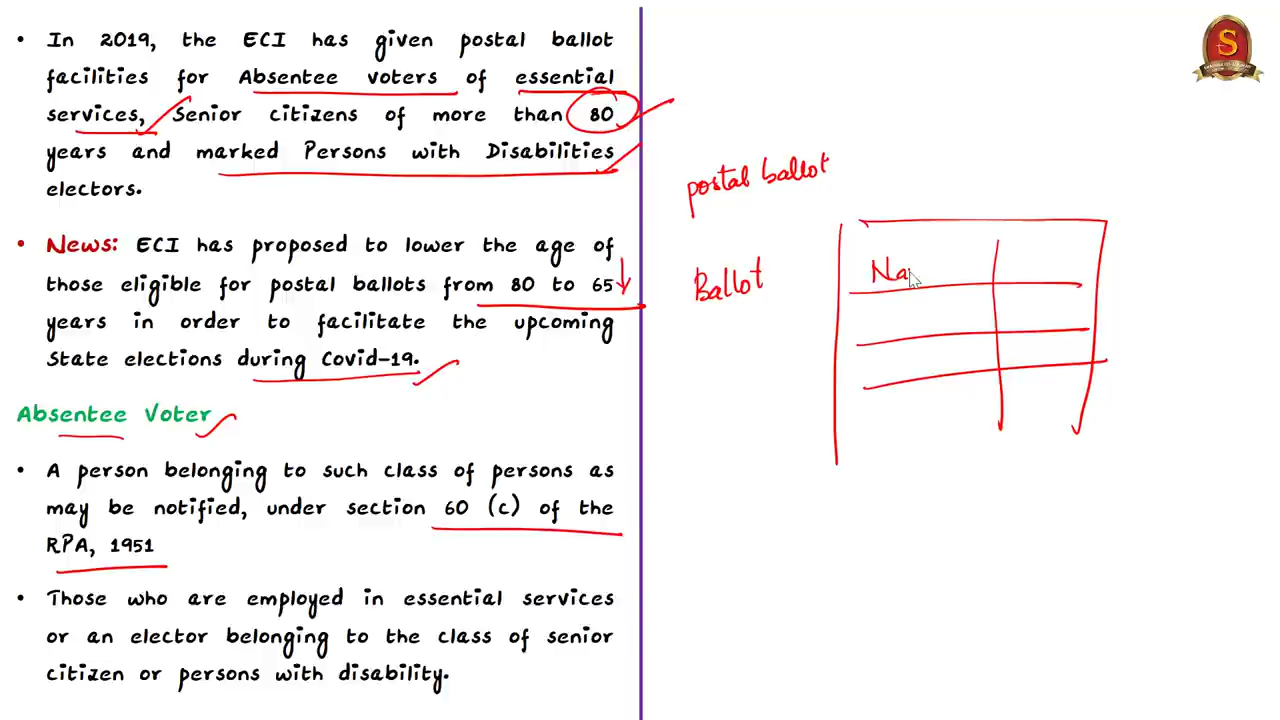 • In 2019, the ECI has given postal ballot
facilities for Absentee voters of essential
services, Senior citizens of more than 80
years and marked Persons with Disabilities
electors.
• News: ECI has proposed to lower the age of
those eligible for postal ballots from 80 to 65
years in order to facilitate the upcoming
State elections during Covid-19.
Absentee Voter
• A person belonging to such class of persons as
may be notified, under section 60 (c) of the
RPA, 1951
• Those who are employed in essential services
or an elector belonging to the class of senior
citizen or persons with disability.
postal ballot
Ballot
Na
S